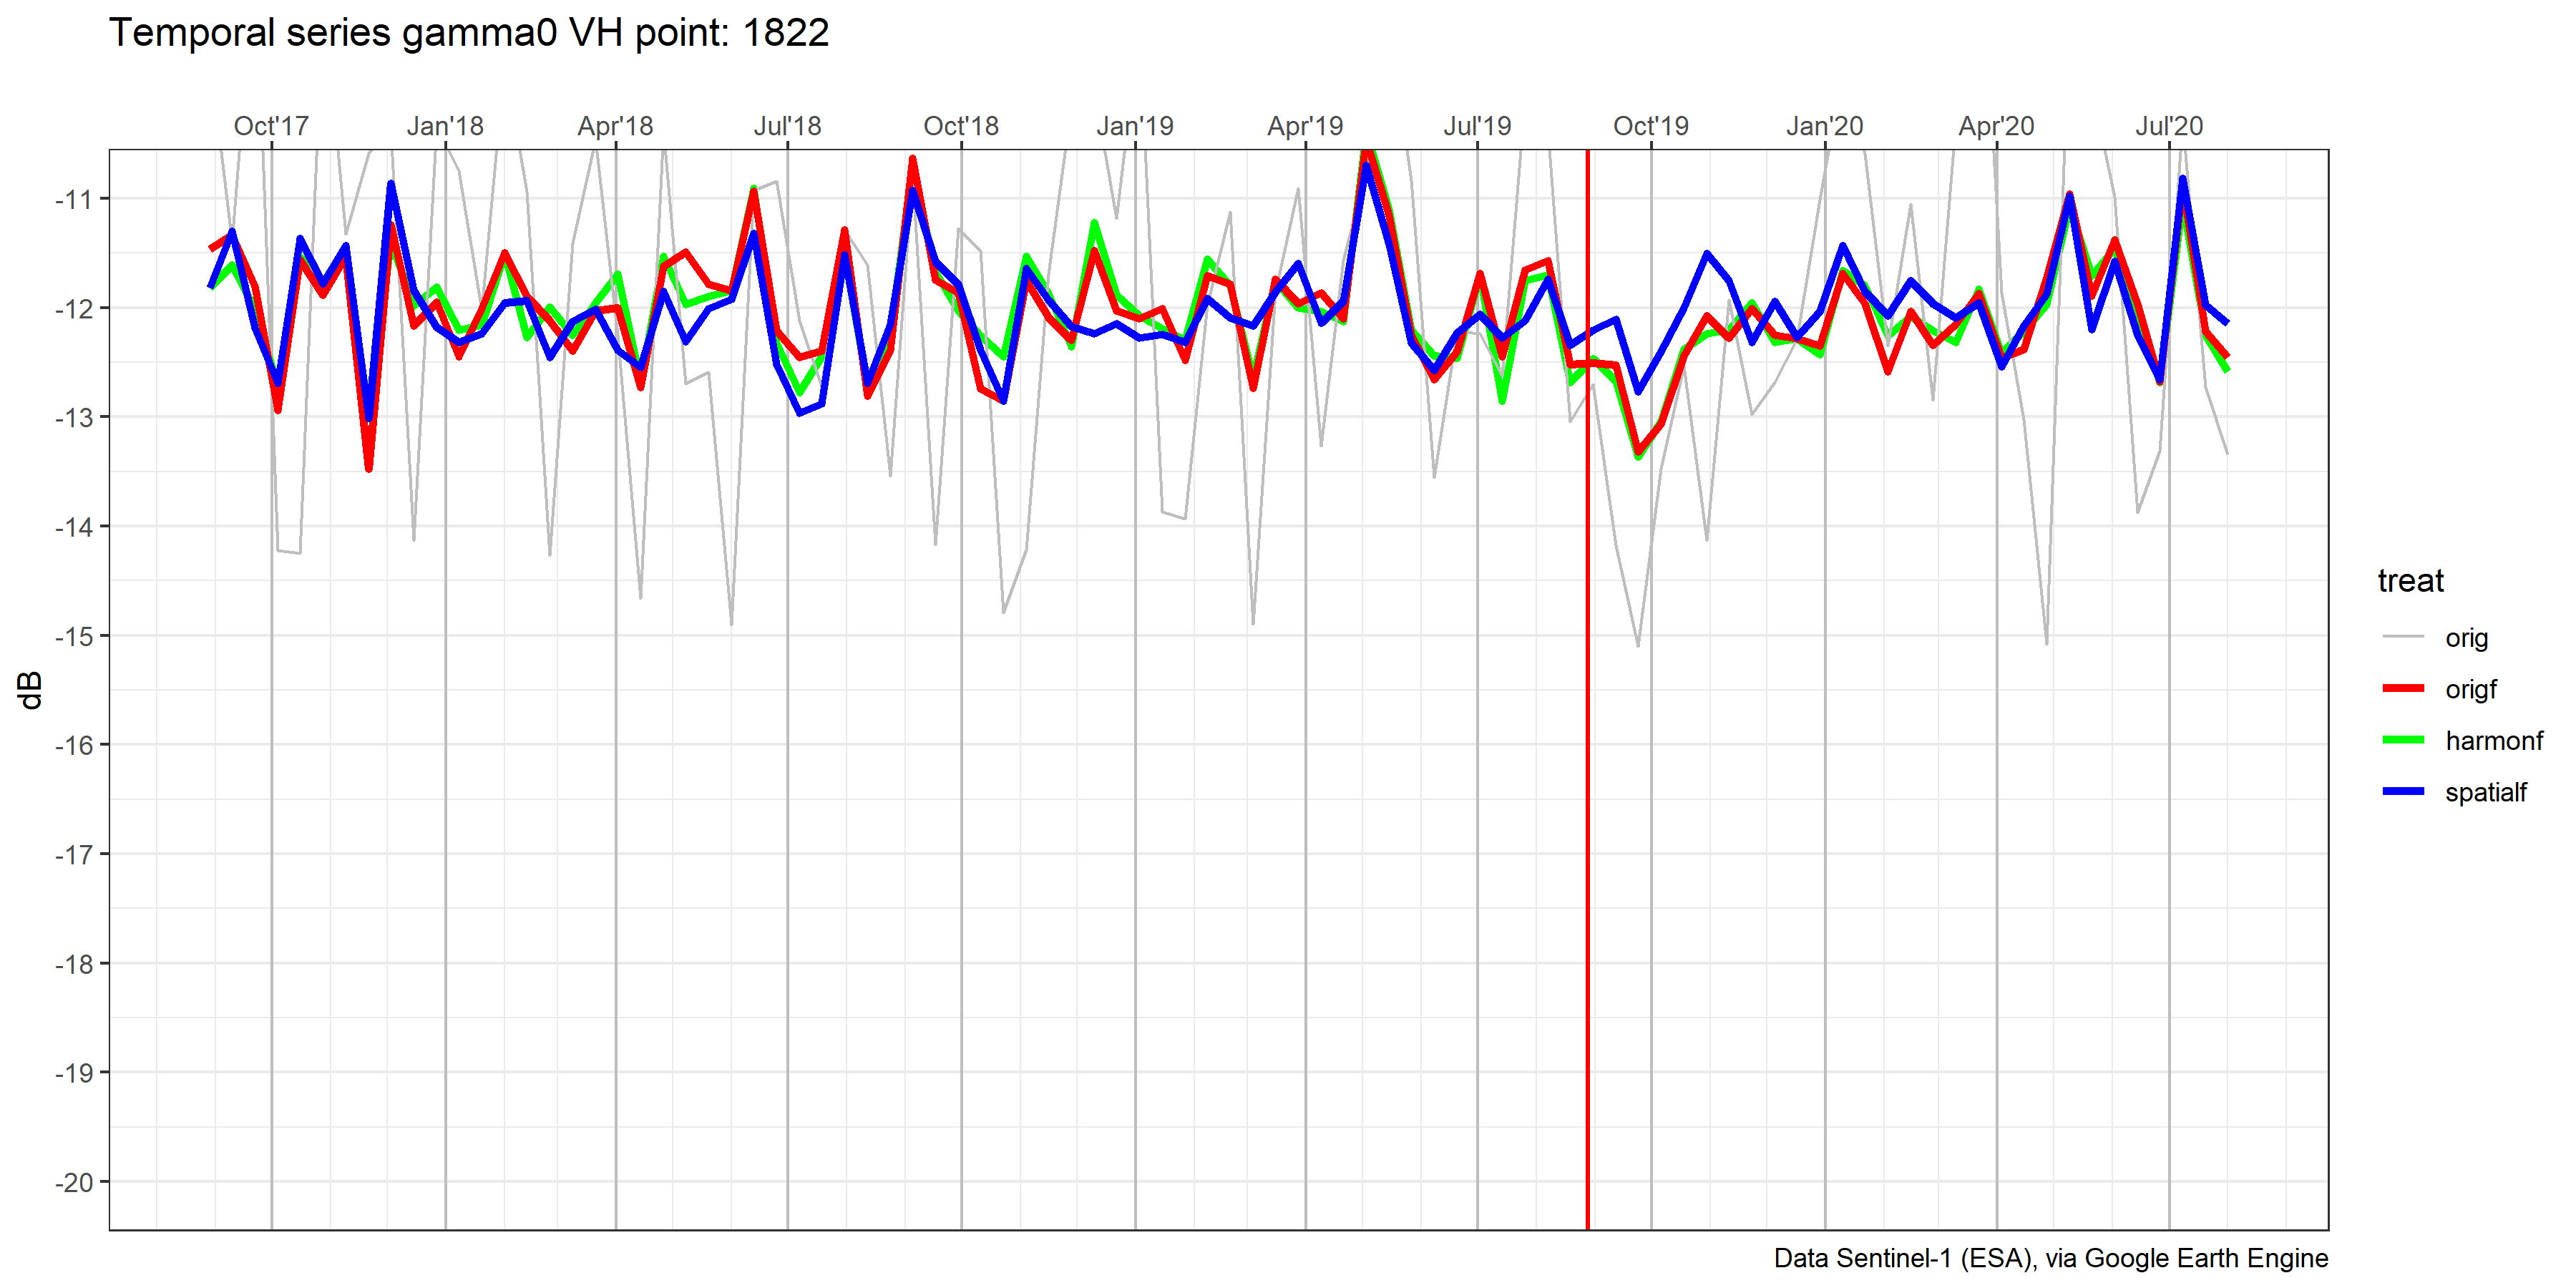 Temporal series gamma0 VH point: 1822
Oct'17 Jan'18 Apr'18 Jul'18 Oct'18 Jan'19 Apr'19 Jul'19 Oct'19 Jan'20 Apr'20 Jul'20
-11
-12
-13
-14
-15
-16
-17
-18
-19
-20
dB
treat
orig
origf
harmonf
spatialf
Data Sentinel-1 (ESA), via Google Earth Engine